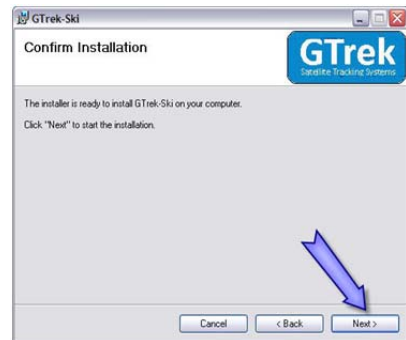 GTrek-Ski
Confirm Installation
GTrek
Satellite Tracking Systems
The installer is ready to install GTrek-Ski on your computer.
Click "Next" to start the installation.
Cancel
< Back
Next >